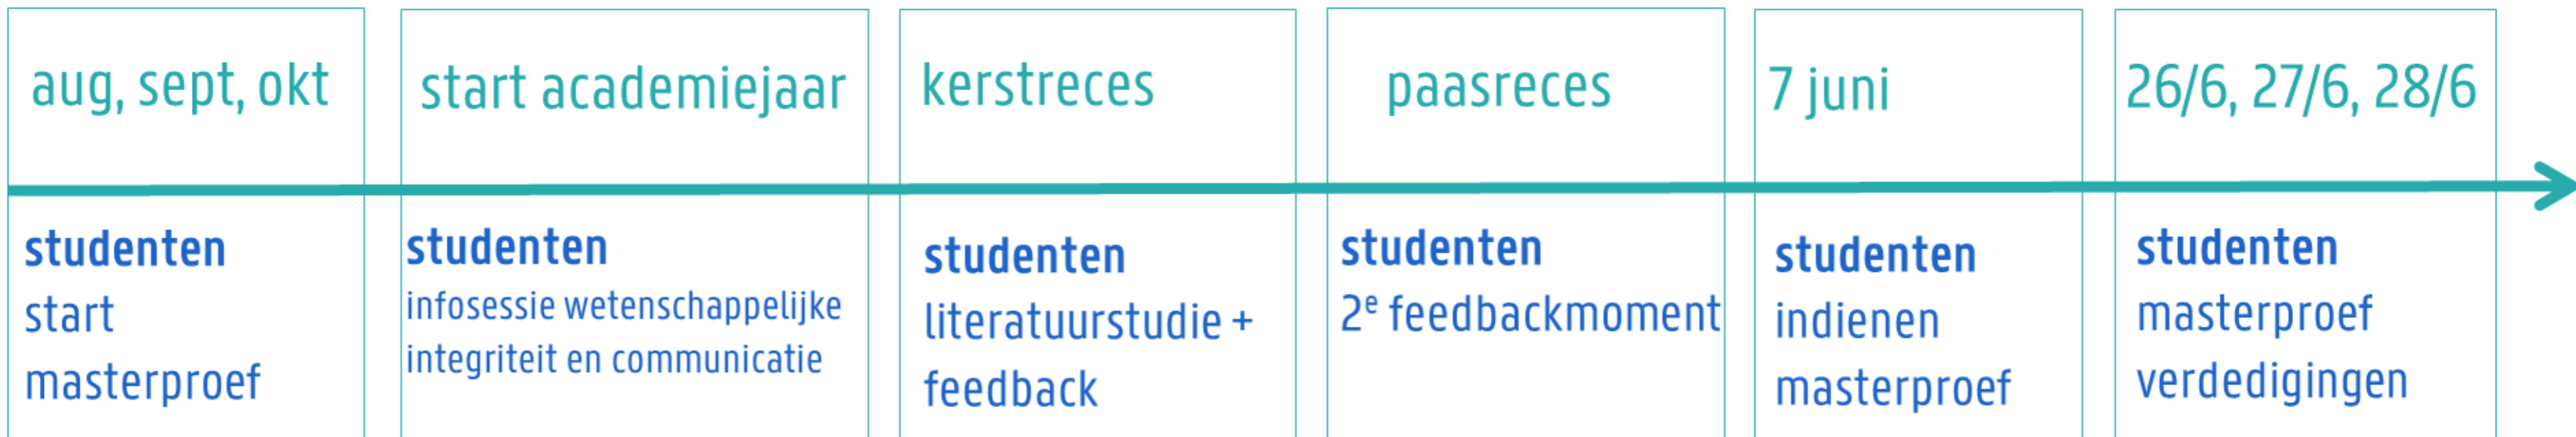 aug, sept, okt
studenten
start
masterproef
start academiejaar
studenten
infosessie wetenschappelijke
integriteit en communicatie
kerstreces
studenten
literatuurstudie +
feedback
paasreces
studenten
2e feedbackmoment
7 juni
studenten
indienen
masterproef
26/6, 27/6, 28/6
studenten
masterproef
verdedigingen